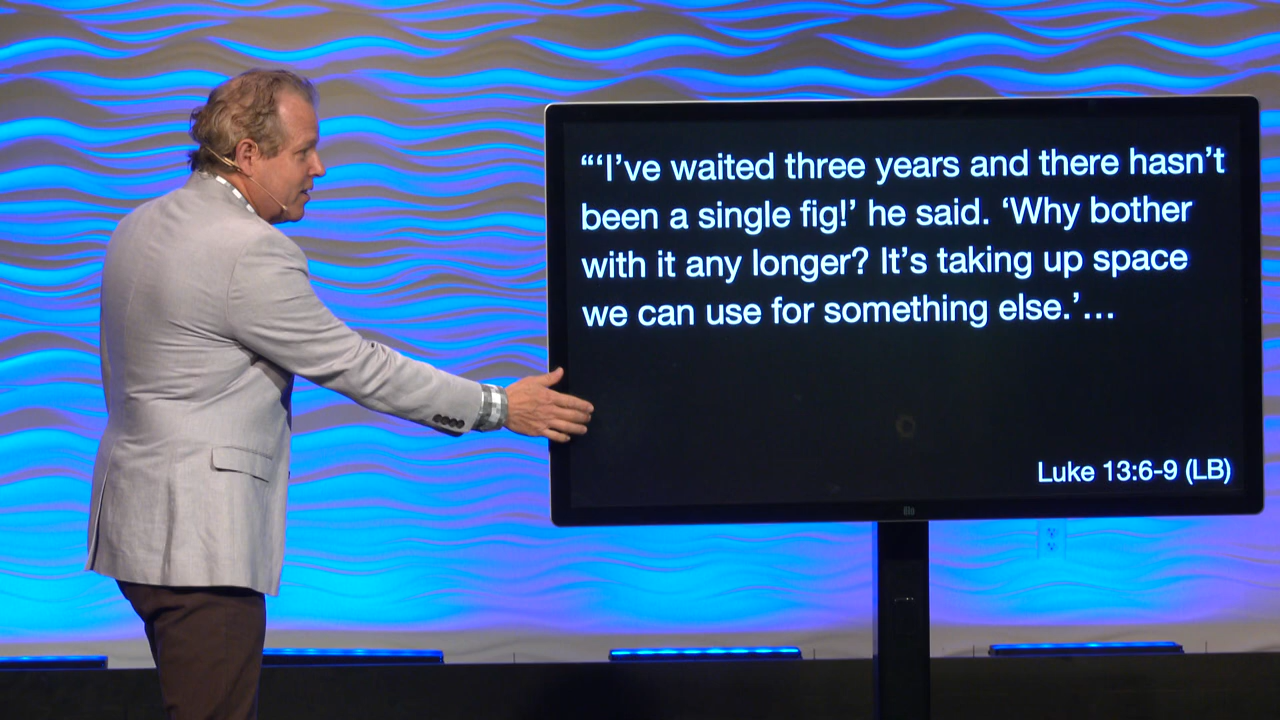 “‘I’ve waited three years and there hasn’t
been a single fig!’ he said. ‘Why bother
with it any longer? It’s taking up space
we can use for something else.’...
Luke 13:6-9 (LB)
elo